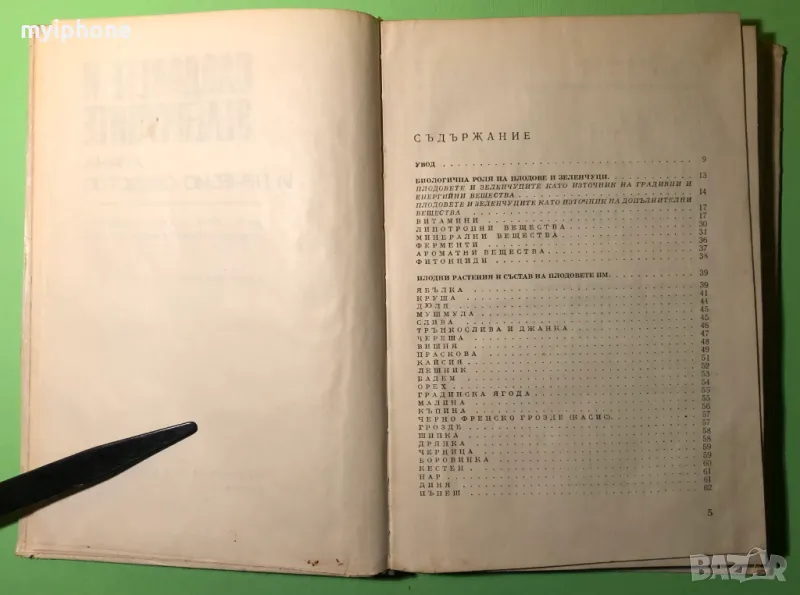 myiphone
СЪДЪРЖАНИЕ
УВОД 9
БИОЛОГИЧНА РОЛЯ НА ПЛОДОВЕ И ЗЕЛЕНЧУЦИ 13
ПЛОДОВЕТЕ И ЗЕЛЕНЧУЦИТЕ КАТО ИЗТОЧНИК НА ГРАДИВНИ И
ЕНЕРГИЙНИ ВЕЩЕСТВА 14
ПЛОДОВЕТЕ И ЗЕЛЕНЧУЦИТЕ КАТО ИЗТОЧНИК НА ДОПЪЛНИТЕЛНИ
ВЕЩЕСТВА 17
ВИТАМИНИ 17
ЛИПОТРОПНИ ВЕЩЕСТВА 30
МИНЕРАЛНИ ВЕЩЕСТВА 31
ФЕРМЕНТИ 36
АРОМАТНИ ВЕЩЕСТВА 37
ФИТОНЦИДИ 38
ПЛОДНИ РАСТЕНИЯ И СЪСТАВ НА ПЛОДОВЕТЕ ИМ 39
ЯБЪЛКА 39
КРУША 41
ДЮЛЯ 44
МУШМУЛА 45
СЛИВА 45
ТРЪНКОСЛИВА И ДЖАНКА 46
ЧЕРЕША 47
ВИШНЯ 48
ПРАСКОВА 49
КАЙСИЯ 51
ЛЕШНИК 52
БАДЕМ 53
ОРЕХ 54
ГРАДИНСКА ЯГОДА 55
МАЛИНА 55
КЪПИНА 56
ЧЕРНО ФРЕНСКО ГРОЗДЕ (КАСИС) 57
ГРОЗДЕ 57
ШИПКА 58
ДРЯНКА 58
ЧЕРНИЦА 59
БОРОВИНКА 59
КЕСТЕН 60
НАР 61
ДИНЯ 61
ПЪПЕШ 62
5
BAZAR